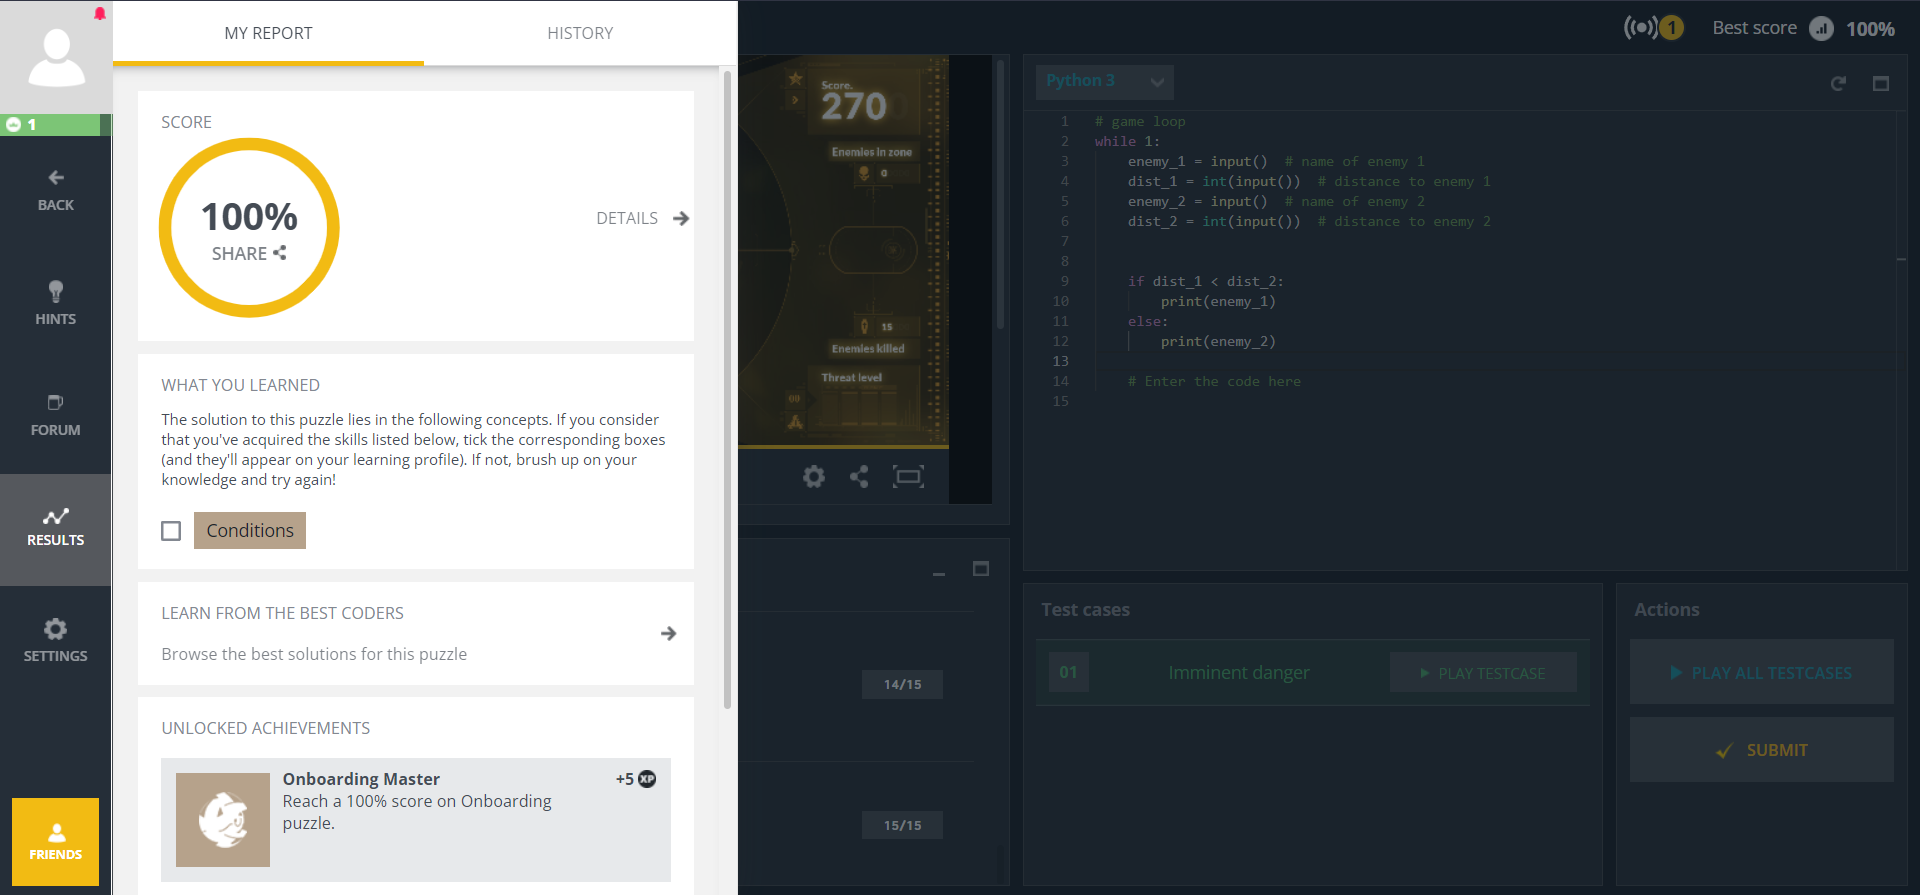 1
BACK
HINTS
FORUM
RESULTS
SETTINGS
FRIENDS
MY REPORT
HISTORY
SCORE
100%
SHARE
DETAILS
WHAT YOU LEARNED
The solution to this puzzle lies in the following concepts. If you consider
that you've acquired the skills listed below, tick the corresponding boxes
(and they'll appear on your learning profile). If not, brush up on your
knowledge and try again!
Conditions
LEARN FROM THE BEST CODERS
Browse the best solutions for this puzzle
UNLOCKED ACHIEVEMENTS
Onboarding Master
+5 XP
Reach a 100% score on Onboarding
puzzle.
Score.
270
Enemies in zone
0
15
Enemies killed
Threat level
00
14/15
15/15
1
Best score
100%
Python 3
1 # game loop
2 while 1:
3 enemy_1 = input() # name of enemy 1
4 dist_1 = int(input()) # distance to enemy 1
5 enemy_2 = input() # name of enemy 2
6 dist_2 = int(input()) # distance to enemy 2
7
8
9 if dist_1 < dist_2:
10 print(enemy_1)
11 else:
12 print(enemy_2)
13
14 # Enter the code here
15
Test cases
01
Imminent danger
PLAY TESTCASE
Actions
PLAY ALL TESTCASES
SUBMIT